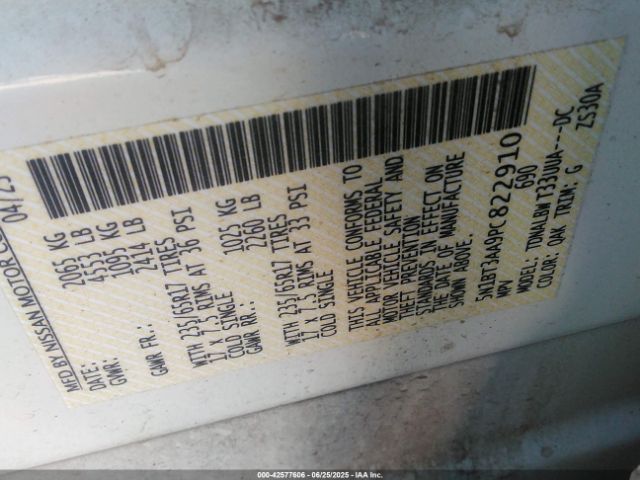 MFD BY NISSAN MOTOR CO
DATE: 04/23
GVWR: 2065 KG
4553 LB
GAWR FR.: 1095 KG
2414 LB
WITH 235/65R17 TIRES
17 x 7.5 RIMS AT 36 PSI
COLD SINGLE
GAWR RR.: 1025 KG
2260 LB
WITH 235/65R17 TIRES
17 x 7.5 RIMS AT 33 PSI
COLD SINGLE
THIS VEHICLE CONFORMS TO
ALL APPLICABLE FEDERAL
MOTOR VEHICLE SAFETY AND
THEFT PREVENTION
STANDARDS IN EFFECT ON
THE DATE OF MANUFACTURE
SHOWN ABOVE.
5N1BT3AA9PC822910
MPV 690
MODEL: TDMALBW T33UUA---DC
COLOR: QAK TRIM: G ZS30A
000-42577606 - 06/25/2025 - IAA Inc.